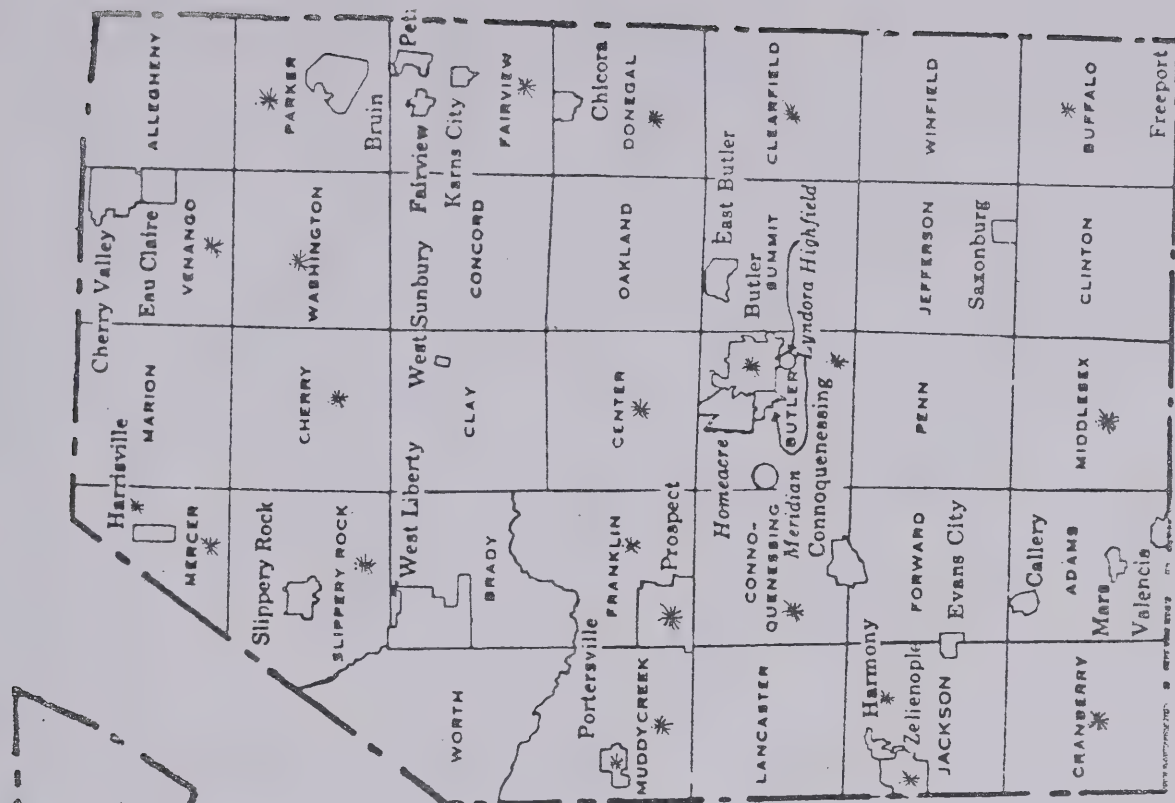 Cherry Valley
Harrisville
Eau Claire
MARION
ALLEGHENY
MERCER
VENANGO
Slippery Rock
PARKER
CHERRY
WASHINGTON
SLIPPERY ROCK
Bruin
West Liberty
West Sunbury
Fairview
Pet
Karns City
WORTH
BRADY
CLAY
CONCORD
FAIRVIEW
Portersville
Chicora
FRANKLIN
CENTER
OAKLAND
DONEGAL
MUDDYCREEK
Prospect
Homeacre
East Butler
CONNO-
QUENESSING
Butler
LANCASTER
SUMMIT
CLEARFIELD
Meridian
BUTLER
Lyndora
Highfield
Connoquenessing
Harmony
Zelienople
FORWARD
PENN
JEFFERSON
WINFIELD
JACKSON
Evans City
Saxonburg
Callery
ADAMS
CRANBERRY
MIDDLESEX
CLINTON
BUFFALO
Mars
Valencia
Freeport